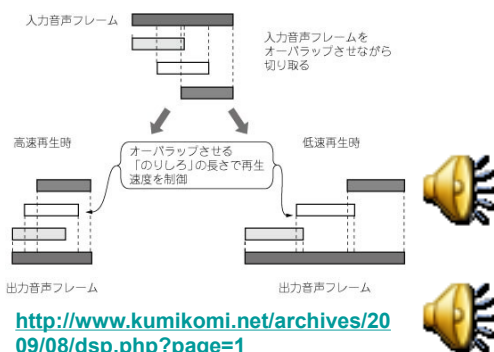 入力音声フレーム
入力音声フレームを
オーバラップさせながら
切り取る
高速再生時
オーバラップさせる
「のりしろ」の長さで再生
速度を制御
低速再生時
出力音声フレーム
出力音声フレーム
http://www.kumikomi.net/archives/20
09/08/dsp.php?page=1